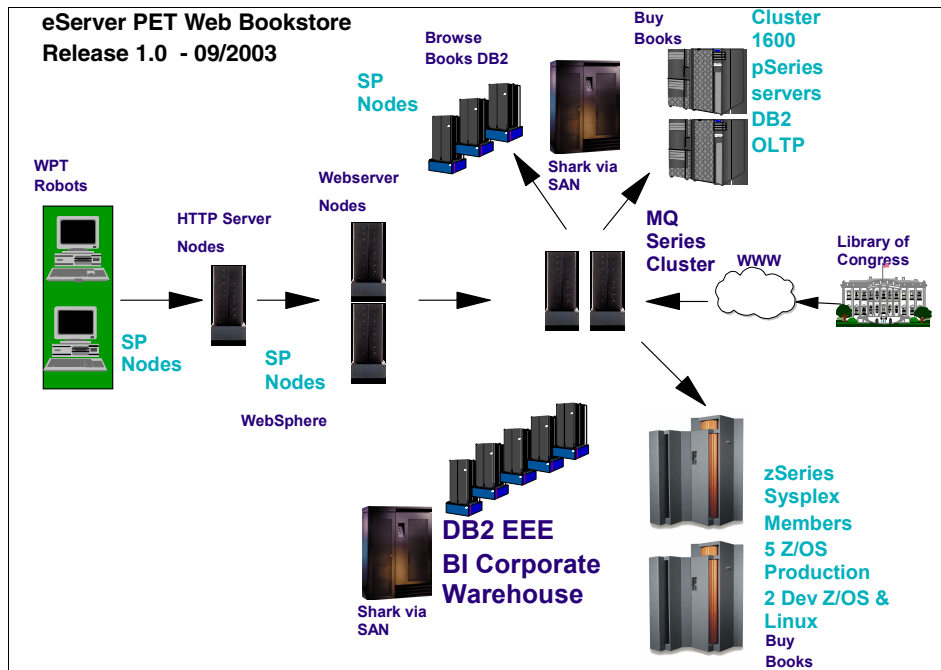 eServer PET Web Bookstore
Release 1.0 - 09/2003
Browse
Books DB2
SP
Nodes
Shark via
SAN
Buy
Books
Cluster
1600
pSeries
servers
DB2
OLTP
WPT
Robots
SP
Nodes
HTTP Server
Nodes
Webserver
Nodes
SP
Nodes
WebSphere
MQ
Series
Cluster
WWW
Library of
Congress
DB2 EEE
BI Corporate
Warehouse
Shark via
SAN
zSeries
Sysplex
Members
5 Z/OS
Production
2 Dev Z/OS &
Linux
Buy
Books